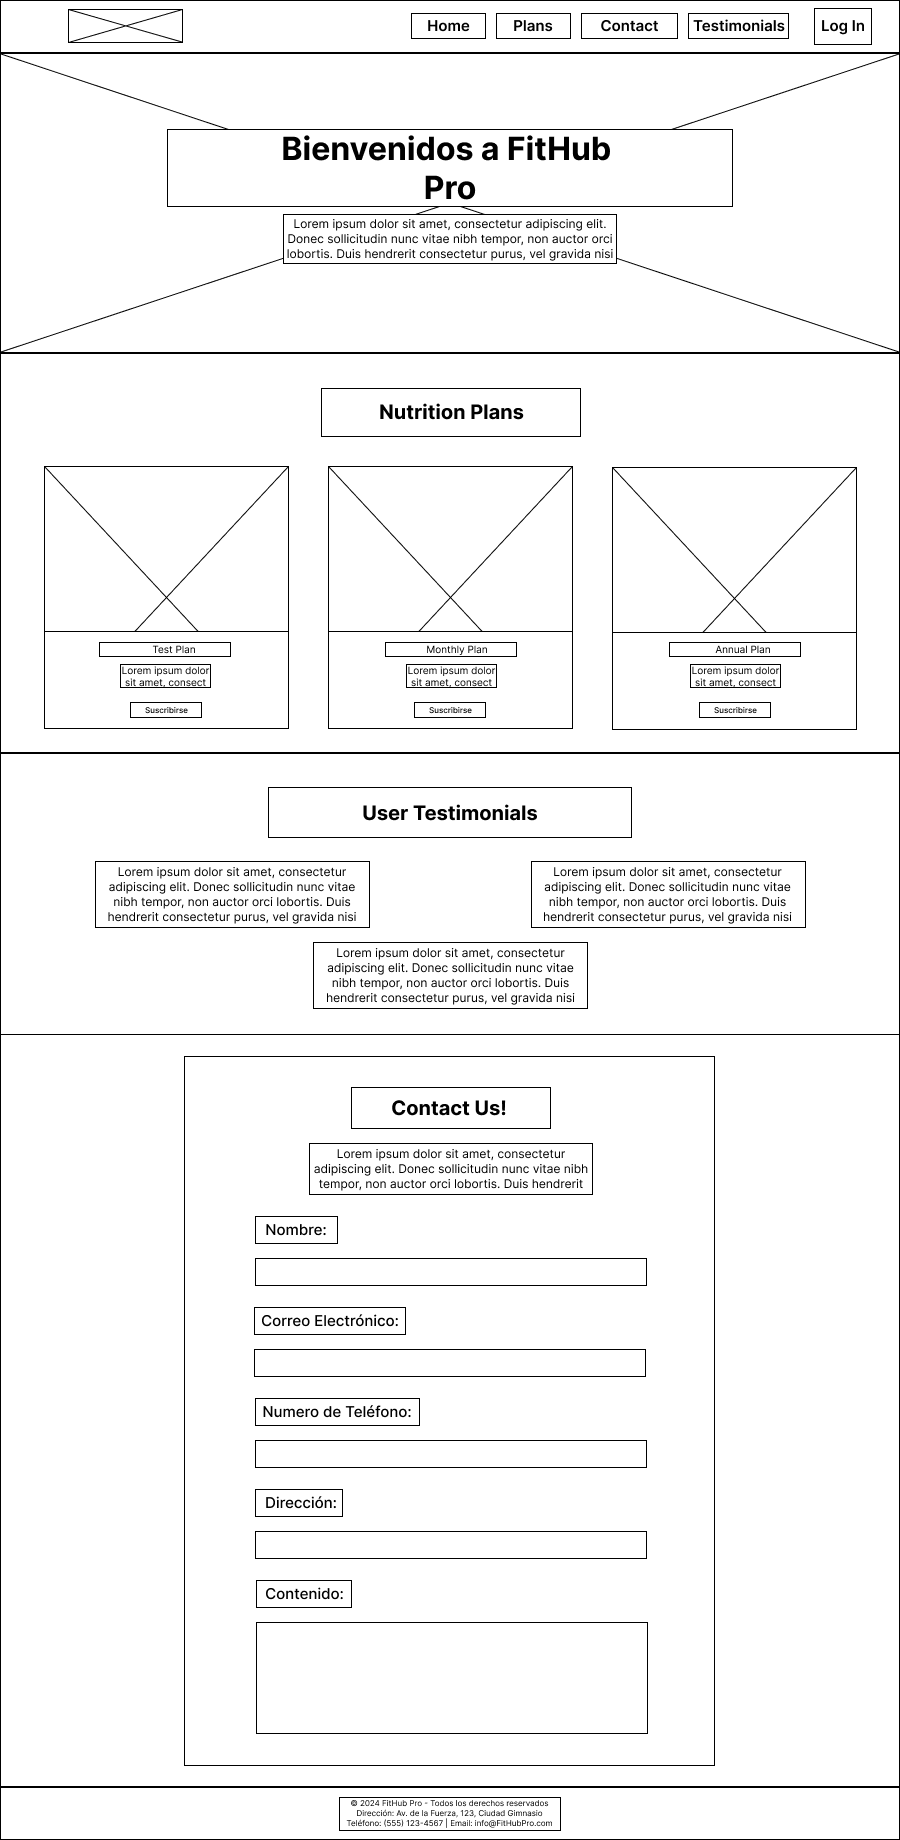 Home Plans Contact Testimonials Log In
Bienvenidos a FitHub
Pro
Lorem ipsum dolor sit amet, consectetur adipiscing elit.
Donec sollicitudin nunc vitae nibh tempor, non auctor orci
lobortis. Duis hendrerit consectetur purus, vel gravida nisi
Nutrition Plans
Test Plan
Lorem ipsum dolor
sit amet, consect
Suscribirse
Monthly Plan
Lorem ipsum dolor
sit amet, consect
Suscribirse
Annual Plan
Lorem ipsum dolor
sit amet, consect
Suscribirse
User Testimonials
Lorem ipsum dolor sit amet, consectetur
adipiscing elit. Donec sollicitudin nunc vitae
nibh tempor, non auctor orci lobortis. Duis
hendrerit consectetur purus, vel gravida nisi
Lorem ipsum dolor sit amet, consectetur
adipiscing elit. Donec sollicitudin nunc vitae
nibh tempor, non auctor orci lobortis. Duis
hendrerit consectetur purus, vel gravida nisi
Lorem ipsum dolor sit amet, consectetur
adipiscing elit. Donec sollicitudin nunc vitae
nibh tempor, non auctor orci lobortis. Duis
hendrerit consectetur purus, vel gravida nisi
Contact Us!
Lorem ipsum dolor sit amet, consectetur
adipiscing elit. Donec sollicitudin nunc vitae nibh
tempor, non auctor orci lobortis. Duis hendrerit
Nombre:
Correo Electrónico:
Numero de Teléfono:
Dirección:
Contenido:
© 2024 FitHub Pro - Todos los derechos reservados
Dirección: Av. de la Fuerza, 123, Ciudad Gimnasio
Teléfono: (555) 123-4567 | Email: info@FitHubPro.com